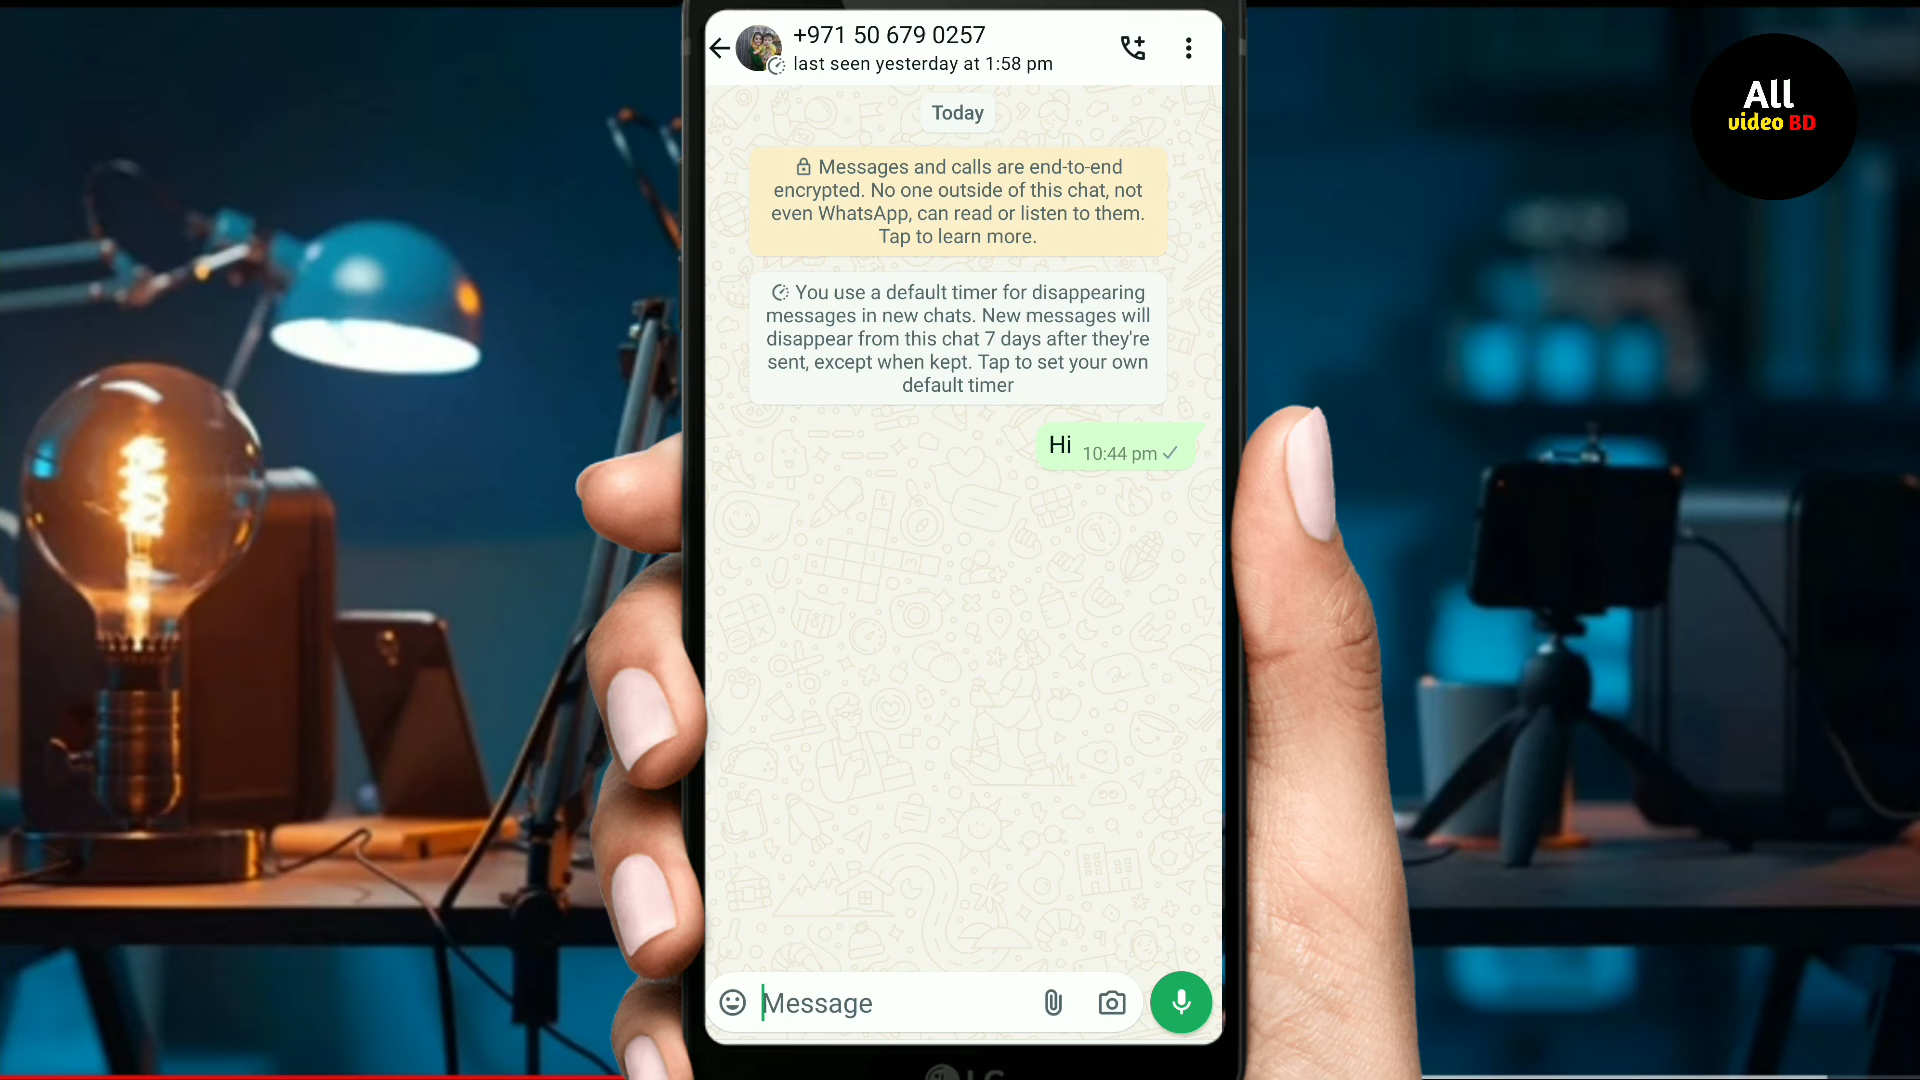 +971 50 679 0257
last seen yesterday at 1:58 pm
All
video BD
Today
Messages and calls are end-to-end
encrypted. No one outside of this chat, not
even WhatsApp, can read or listen to them.
Tap to learn more.
You use a default timer for disappearing
messages in new chats. New messages will
disappear from this chat 7 days after they're
sent, except when kept. Tap to set your own
default timer
Hi 10:44 pm
Message
LG